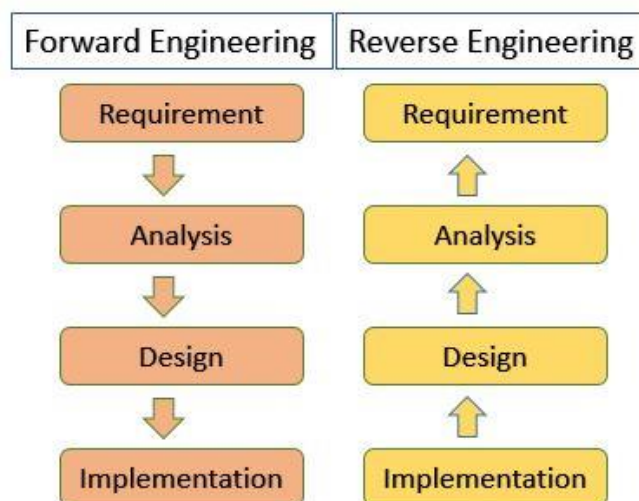 Forward Engineering
Requirement
Analysis
Design
Implementation
Reverse Engineering
Requirement
Analysis
Design
Implementation